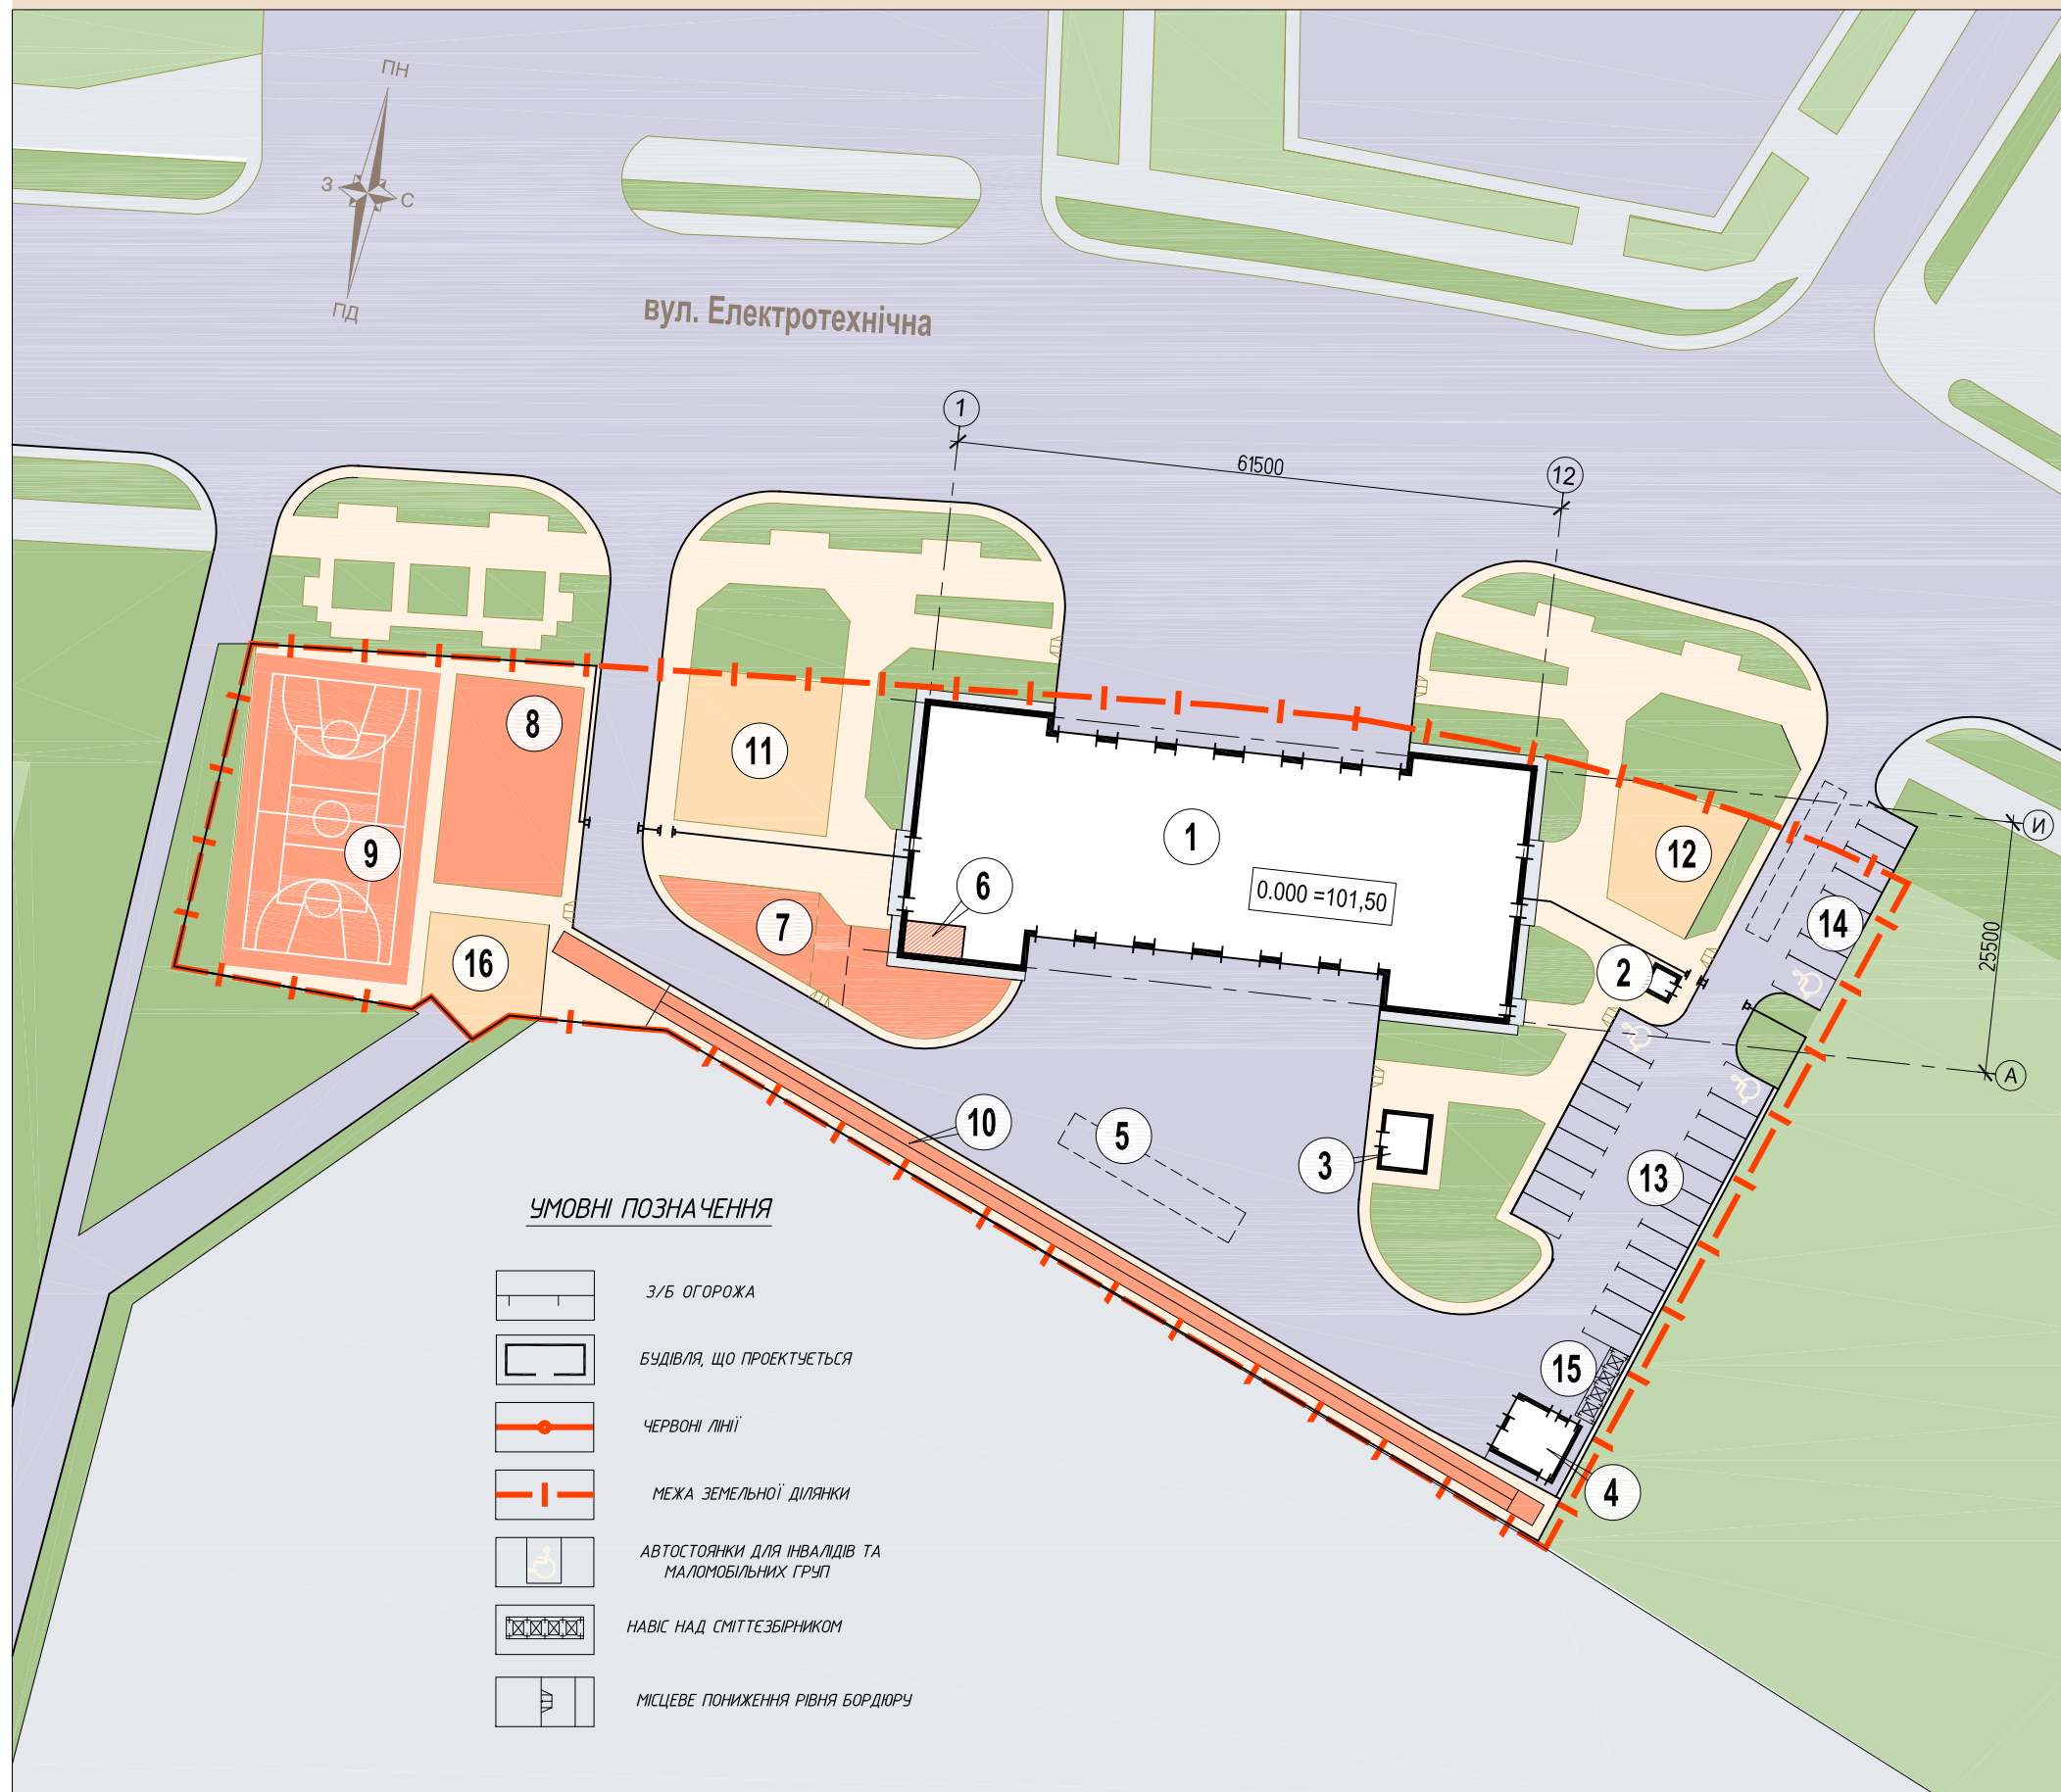 ПН
З
С
ПД
вул. Електротехнічна
1
61500
12
8
11
9
1
6
0.000 =101,50
7
16
12
И
14
25500
2
А
10
5
3
13
15
4
УМОВНІ ПОЗНАЧЕННЯ
З/Б ОГОРОЖА
БУДІВЛЯ, ЩО ПРОЕКТУЄТЬСЯ
ЧЕРВОНІ ЛІНІЇ
МЕЖА ЗЕМЕЛЬНОЇ ДІЛЯНКИ
АВТОСТОЯНКИ ДЛЯ ІНВАЛІДІВ ТА
МАЛОМОБІЛЬНИХ ГРУП
НАВІС НАД СМІТТЄЗБІРНИКОМ
МІСЦЕВЕ ПОНИЖЕННЯ РІВНЯ БОРДЮРУ